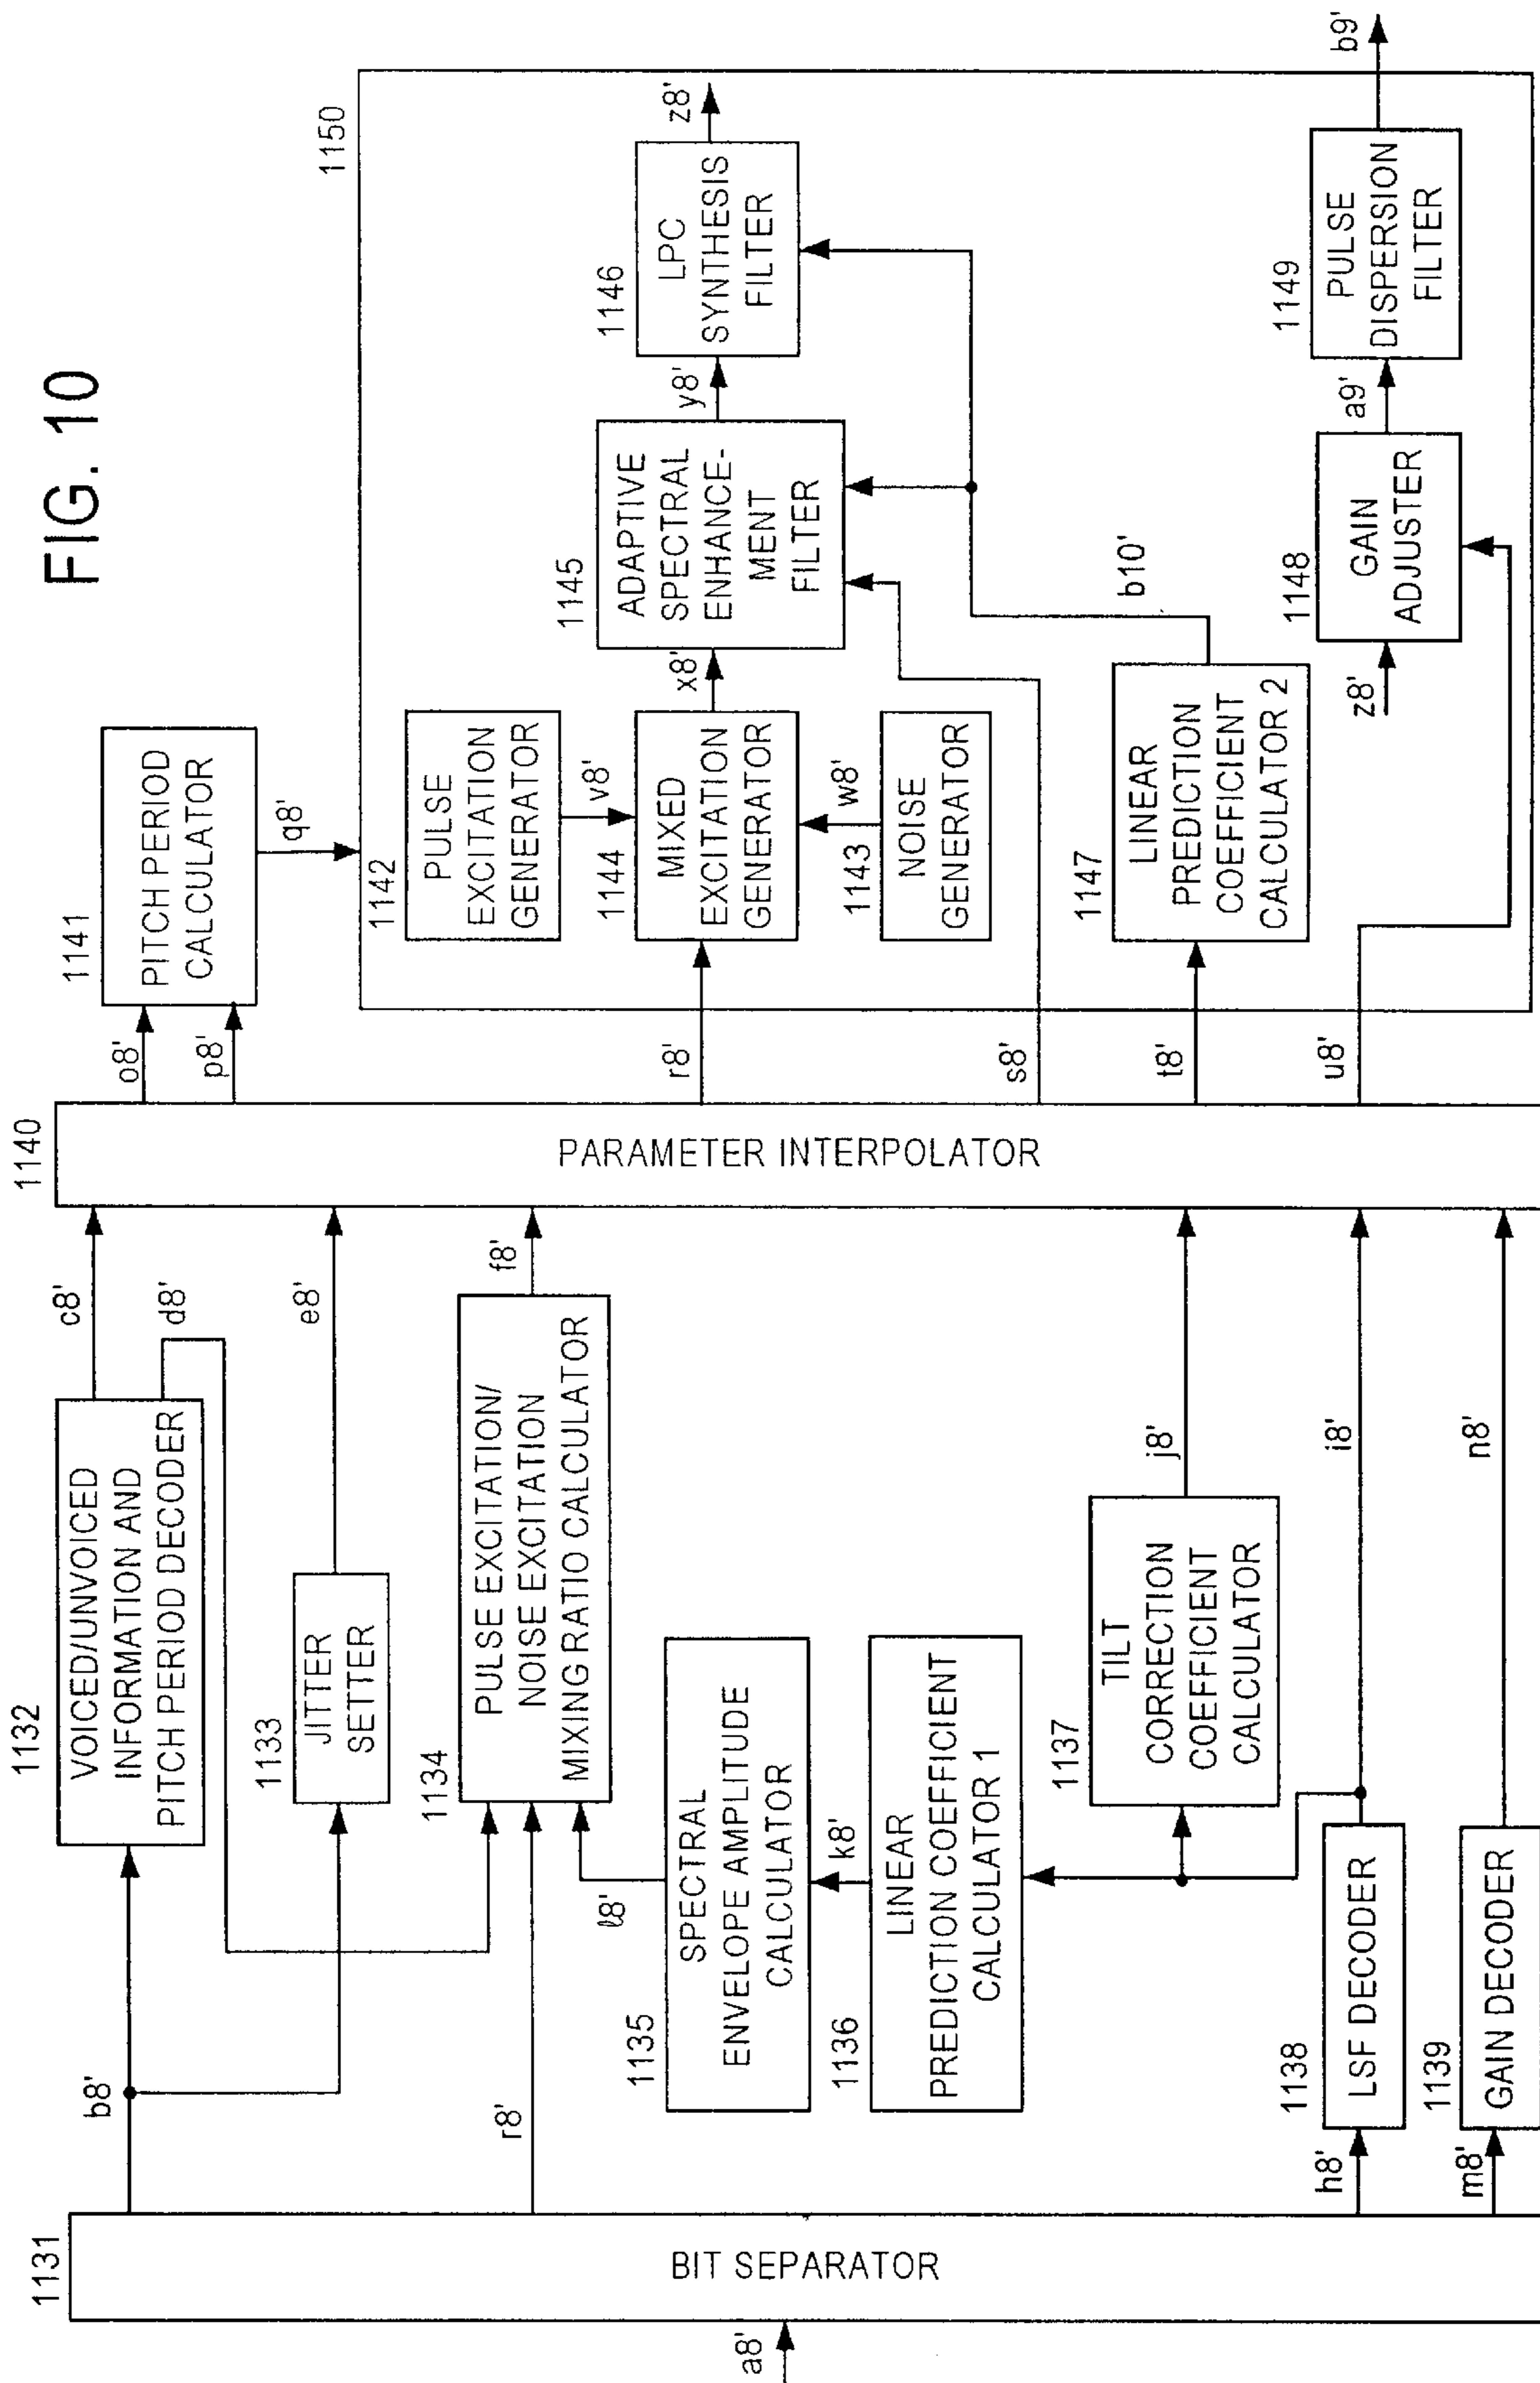 FIG. 10
1131
BIT SEPARATOR
a8'
b8'
r8'
h8'
m8'
1132
VOICED/UNVOICED
INFORMATION AND
PITCH PERIOD DECODER
c8'
d8'
1133
JITTER
SETTER
e8'
1134
PULSE EXCITATION/
NOISE EXCITATION
MIXING RATIO CALCULATOR
f8'
ℓ8'
1135
SPECTRAL
ENVELOPE AMPLITUDE
CALCULATOR
k8'
1136
LINEAR
PREDICTION COEFFICIENT
CALCULATOR 1
1137
TILT
CORRECTION
COEFFICIENT
CALCULATOR
j8'
1138
LSF DECODER
i8'
1139
GAIN DECODER
n8'
1140
PARAMETER INTERPOLATOR
o8'
p8'
r8'
s8'
t8'
u8'
1141
PITCH PERIOD
CALCULATOR
q8'
1150
1142
PULSE
EXCITATION
GENERATOR
v8'
1144
MIXED
EXCITATION
GENERATOR
w8'
1143
NOISE
GENERATOR
x8'
1145
ADAPTIVE
SPECTRAL
ENHANCE-
MENT
FILTER
y8'
1146
LPC
SYNTHESIS
FILTER
z8'
1147
LINEAR
PREDICTION
COEFFICIENT
CALCULATOR 2
b10'
z8'
1148
GAIN
ADJUSTER
a9'
1149
PULSE
DISPERSION
FILTER
b9'